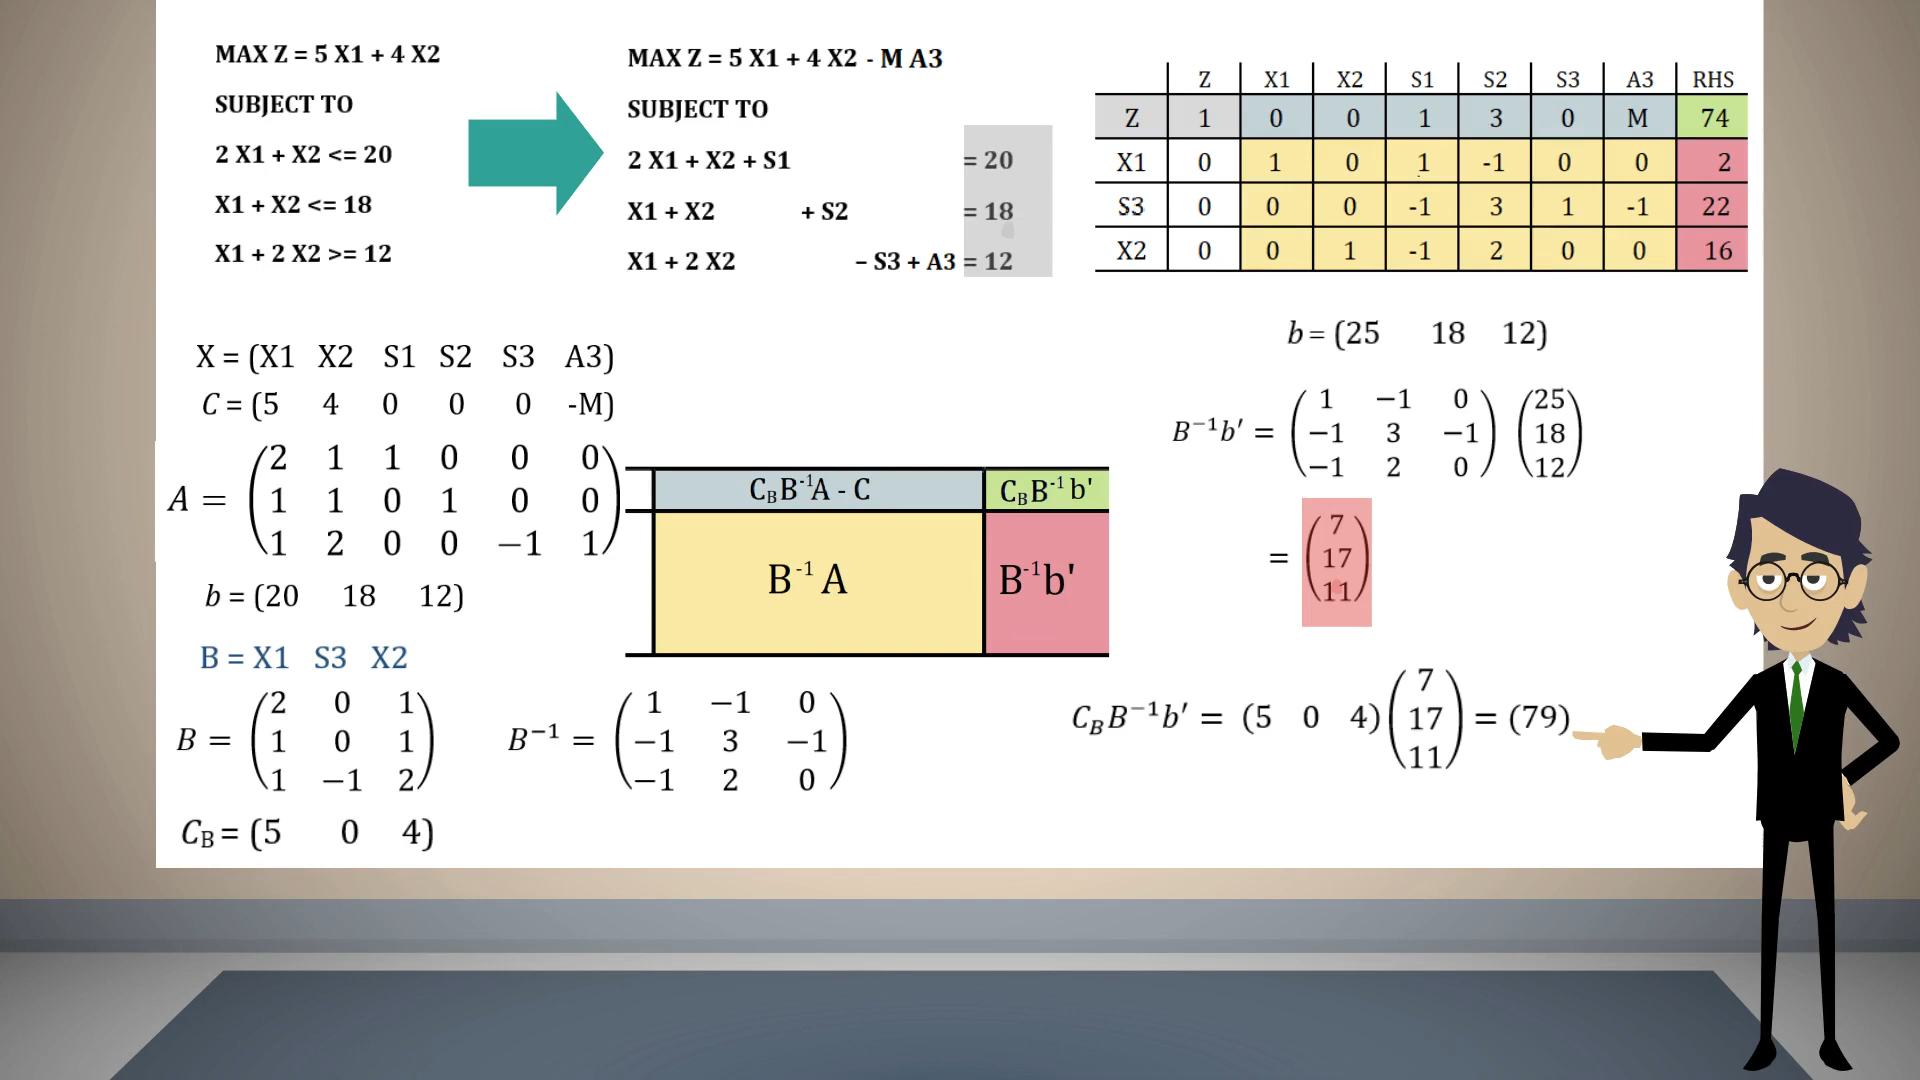 MAX Z = 5 X1 + 4 X2
SUBJECT TO
2 X1 + X2 <= 20
X1 + X2 <= 18
X1 + 2 X2 >= 12
MAX Z = 5 X1 + 4 X2 - M A3
SUBJECT TO
2 X1 + X2 + S1 = 20
X1 + X2 + S2 = 18
X1 + 2 X2 – S3 + A3 = 12
Z X1 X2 S1 S2 S3 A3 RHS
Z 1 0 0 1 3 0 M 74
X1 0 1 0 1 -1 0 0 2
S3 0 0 0 -1 3 1 -1 22
X2 0 0 1 -1 2 0 0 16
X = (X1 X2 S1 S2 S3 A3)
C = (5 4 0 0 0 -M)
A =
2 1 1 0 0 0
1 1 0 1 0 0
1 2 0 0 −1 1
b = (20 18 12)
B = X1 S3 X2
B =
2 0 1
1 0 1
1 −1 2
C_B = (5 0 4)
B⁻¹ =
1 −1 0
−1 3 −1
−1 2 0
C_B B⁻¹A - C
C_B B⁻¹ b'
B⁻¹ A
B⁻¹b'
b = (25 18 12)
B⁻¹b′ =
1 −1 0
−1 3 −1
−1 2 0
25
18
12
=
7
17
11
C_B B⁻¹b′ = (5 0 4)
7
17
11
= (79)